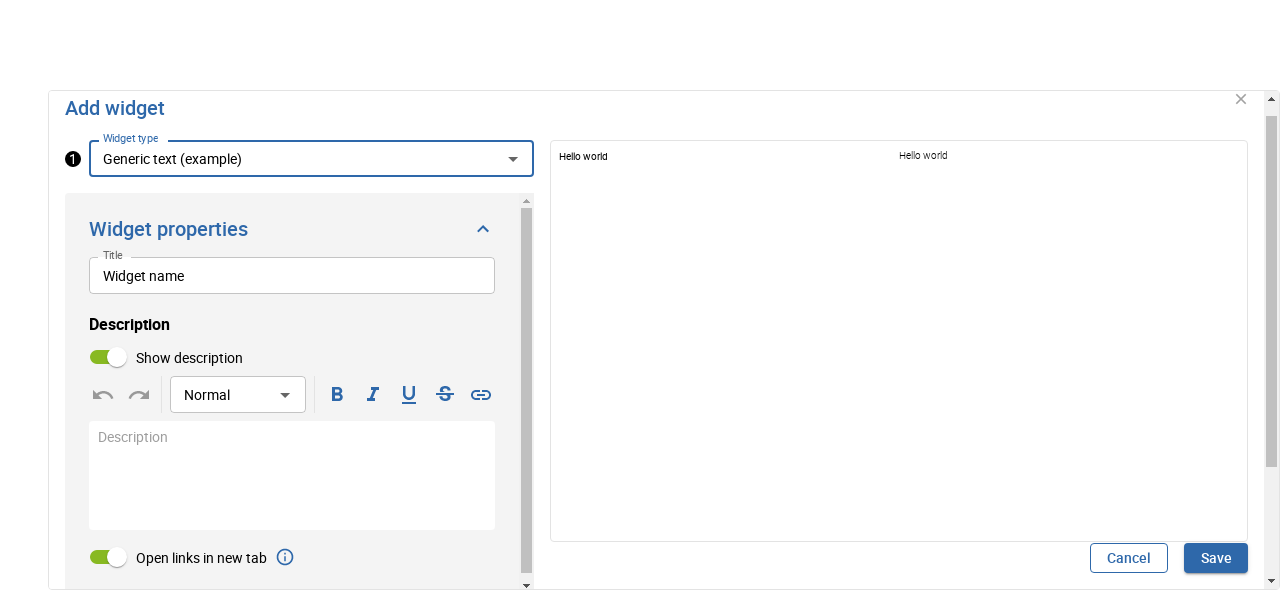 Add widget
1
Widget type
Generic text (example)
Hello world
Hello world
Widget properties
Title
Widget name
Description
Show description
Normal
B I U S
Description
Open links in new tab
Cancel
Save